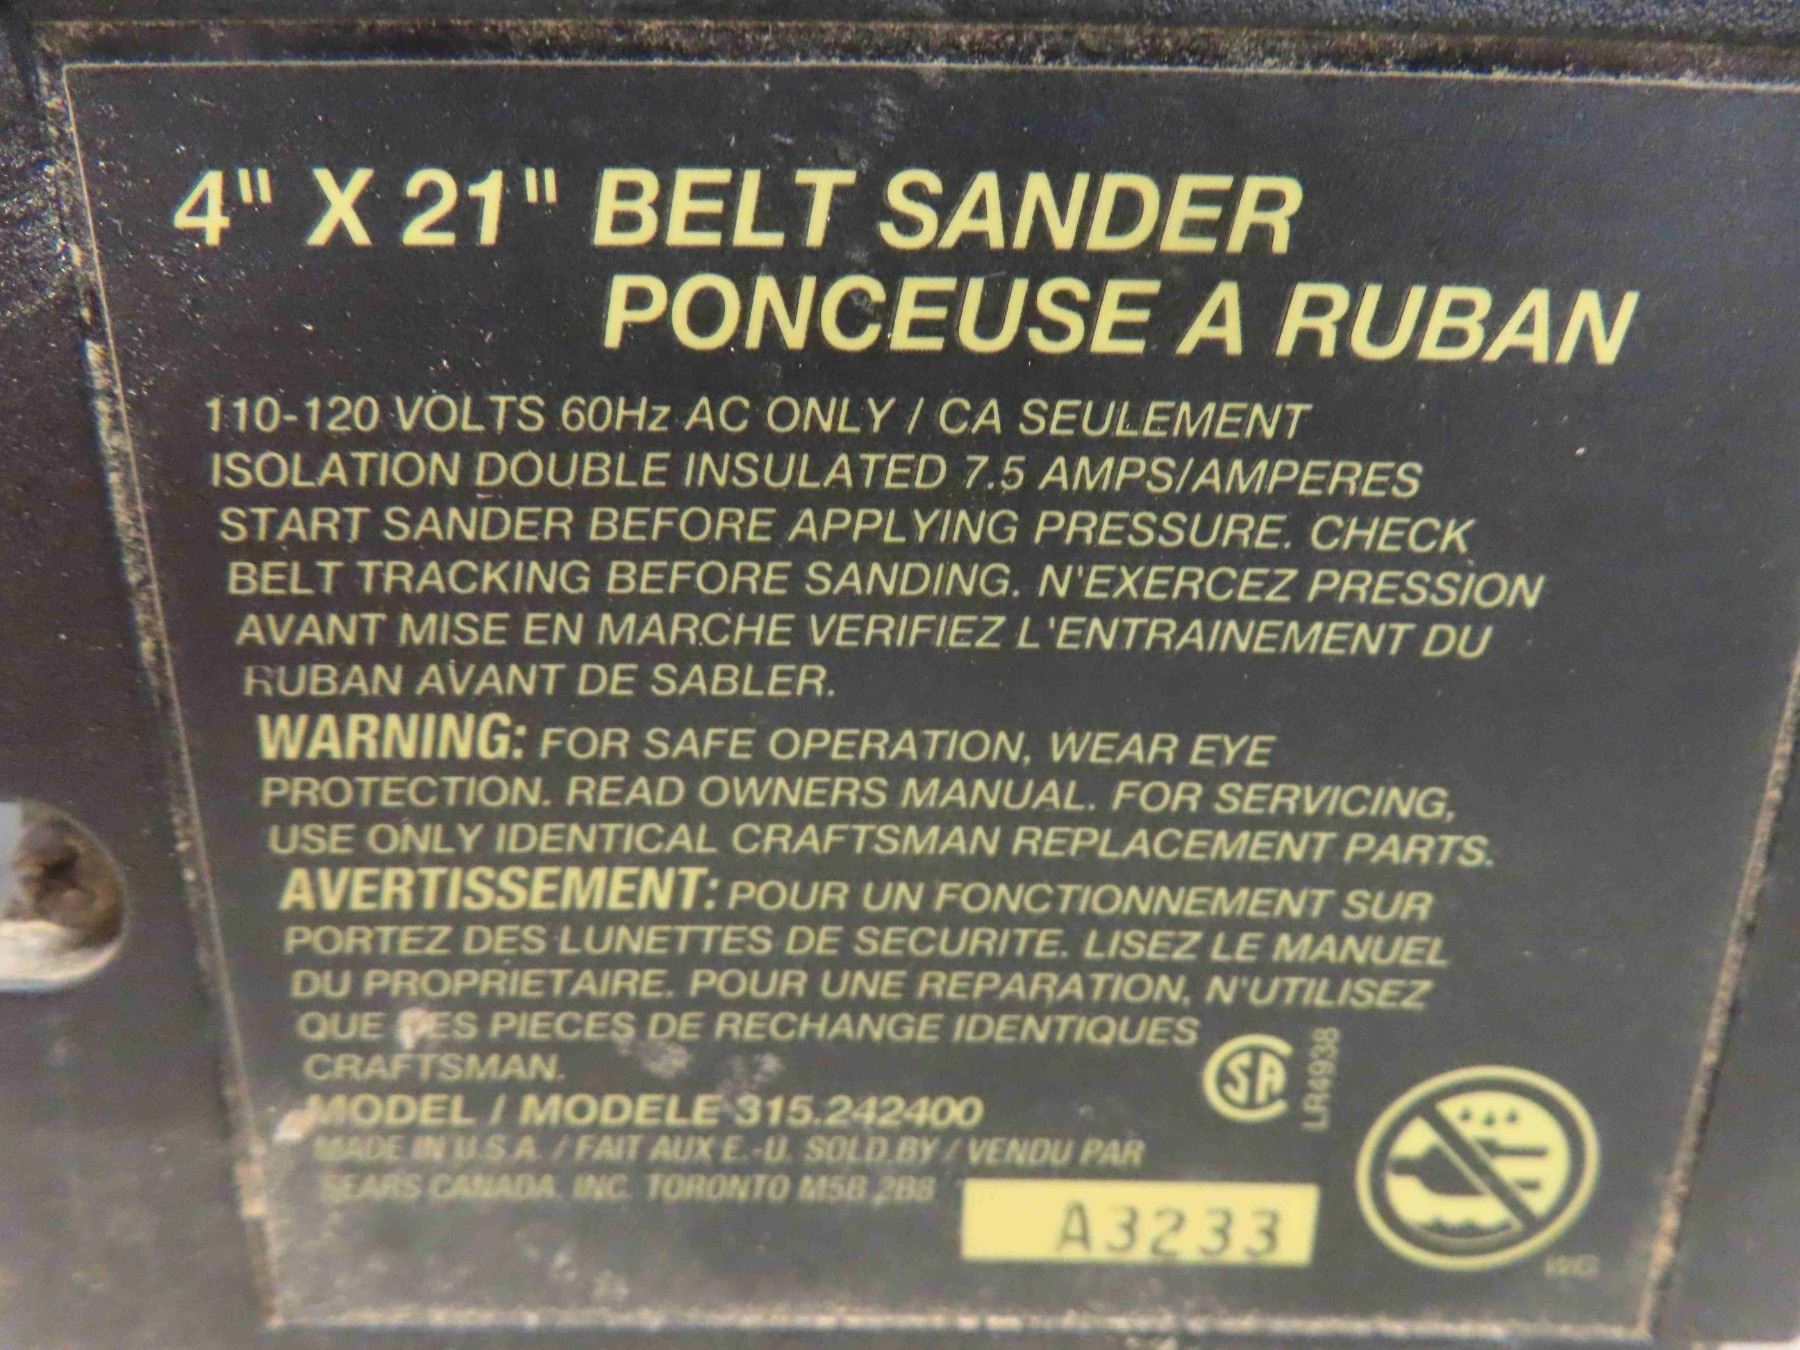 4" X 21" BELT SANDER
PONCEUSE A RUBAN
110-120 VOLTS 60Hz AC ONLY / CA SEULEMENT
ISOLATION DOUBLE INSULATED 7.5 AMPS/AMPERES
START SANDER BEFORE APPLYING PRESSURE. CHECK
BELT TRACKING BEFORE SANDING. N'EXERCEZ PRESSION
AVANT MISE EN MARCHE VERIFIEZ L'ENTRAINEMENT DU
RUBAN AVANT DE SABLER.
WARNING: FOR SAFE OPERATION, WEAR EYE
PROTECTION. READ OWNERS MANUAL. FOR SERVICING,
USE ONLY IDENTICAL CRAFTSMAN REPLACEMENT PARTS.
AVERTISSEMENT: POUR UN FONCTIONNEMENT SUR
PORTEZ DES LUNETTES DE SECURITE. LISEZ LE MANUEL
DU PROPRIETAIRE. POUR UNE REPARATION, N'UTILISEZ
QUE DES PIECES DE RECHANGE IDENTIQUES
CRAFTSMAN.
MODEL / MODELE 315.242400
MADE IN U.S.A. / FAIT AUX E.-U. SOLD BY / VENDU PAR
SEARS CANADA, INC. TORONTO M5B 2B8
A3233
SA
LR4938